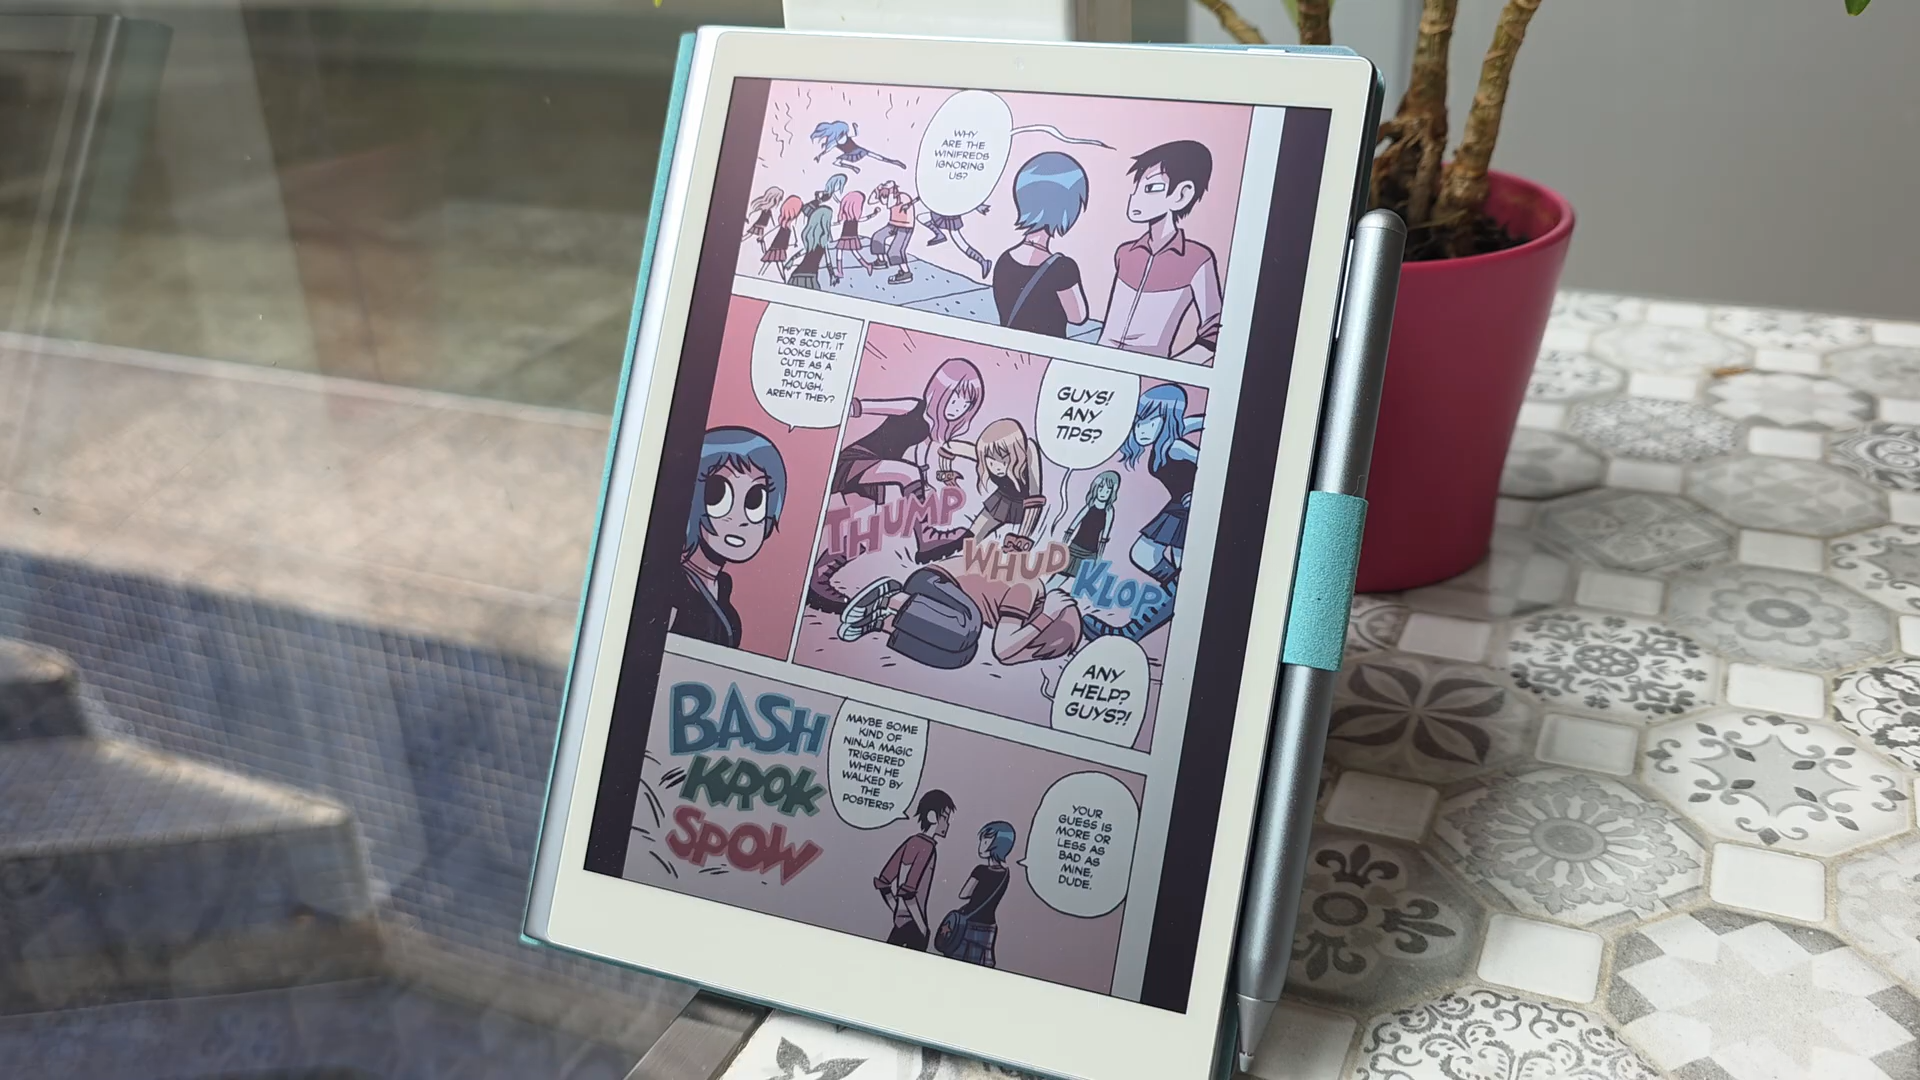 WHY
ARE THE
WINIFREDS
IGNORING
US?
THEY'RE JUST
FOR SCOTT, IT
LOOKS LIKE.
CUTE AS A
BUTTON,
THOUGH,
AREN'T THEY?
GUYS!
ANY
TIPS?
THUMP
WHUD
KLOP
ANY
HELP?
GUYS?!
BASH
KROK
SPOW
MAYBE SOME
KIND OF
NINJA MAGIC
TRIGGERED
WHEN HE
WALKED BY
THE
POSTERS?
YOUR
GUESS IS
MORE OR
LESS AS
BAD AS
MINE,
DUDE.